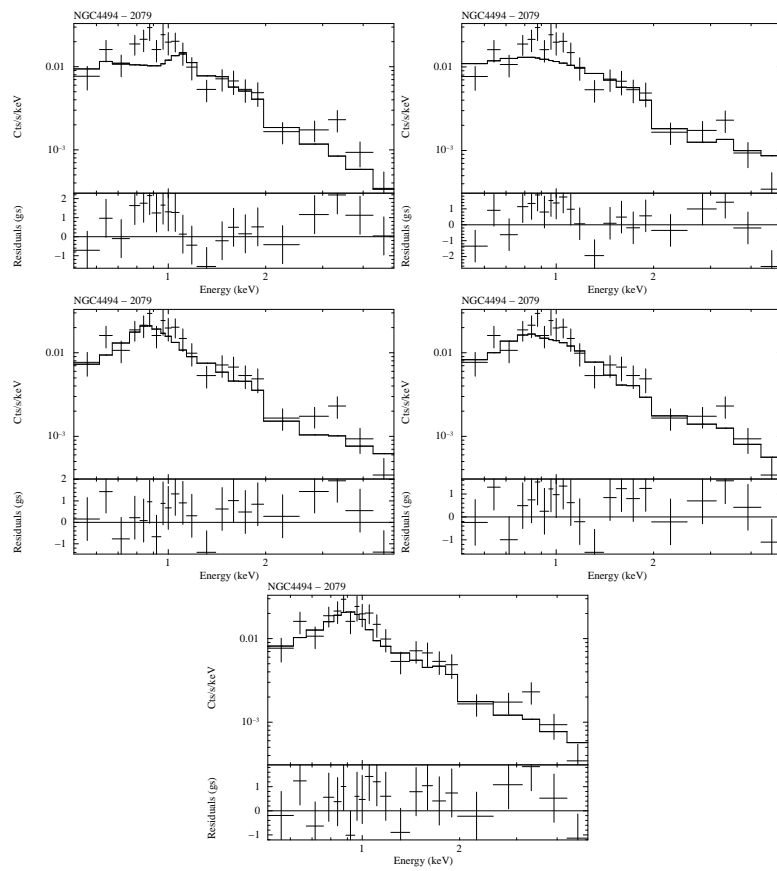 NGC4494 − 2079
NGC4494 − 2079
Cts/s/keV
0.01
10−3
Cts/s/keV
0.01
10−3
Residuals (gs)
2
1
0
−1
Residuals (gs)
1
0
−1
2
1
2
1
2
Energy (keV)
Energy (keV)
NGC4494 − 2079
NGC4494 − 2079
Cts/s/keV
0.01
10−3
Cts/s/keV
0.01
10−3
Residuals (gs)
2
1
0
−1
Residuals (gs)
1
0
−1
1
2
1
2
Energy (keV)
Energy (keV)
NGC4494 − 2079
Cts/s/keV
0.01
10−3
Residuals (gs)
1
0
−1
1
2
Energy (keV)